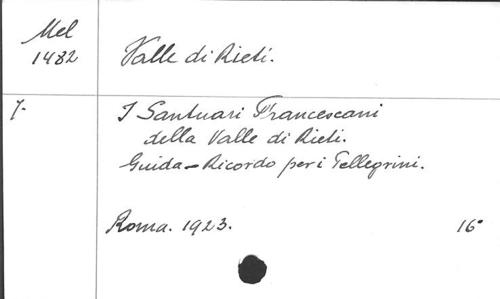 Mel
1482
Valle di Rieti.
7.
I Santuari Francescani
della Valle di Rieti.
Guida-Ricordo per i Pellegrini.
Roma. 1923.
16°